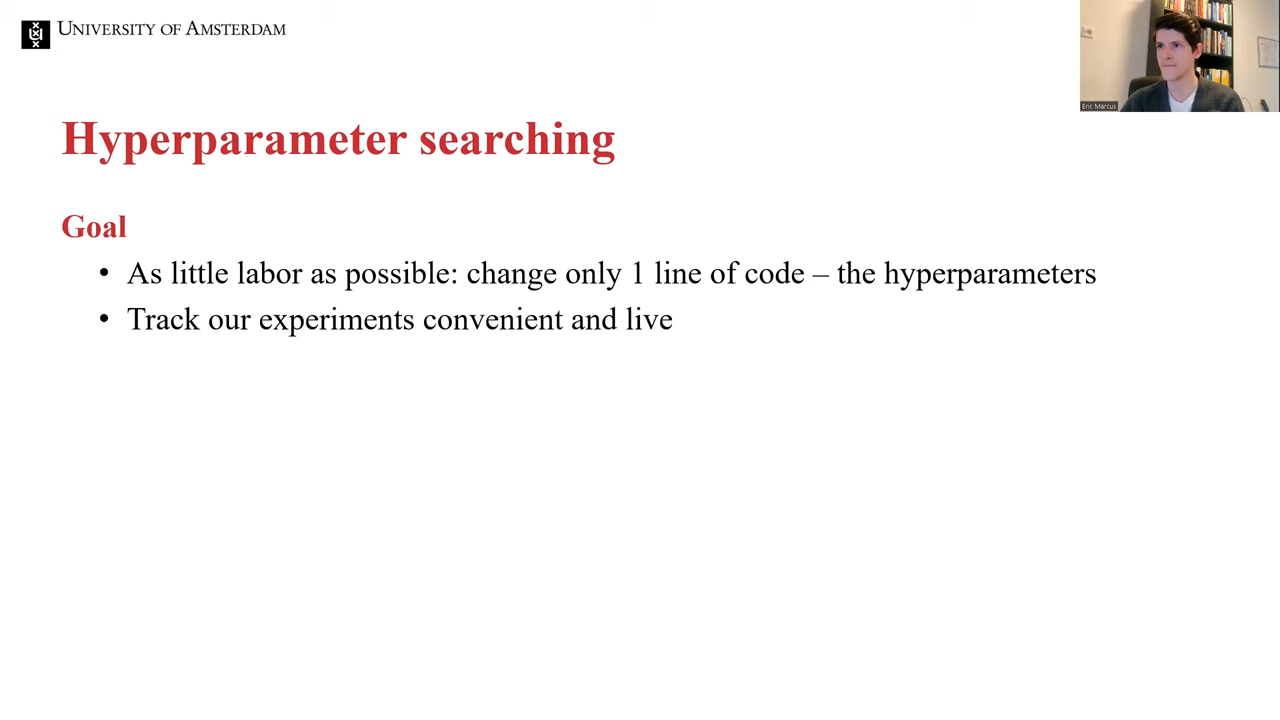 UNIVERSITY OF AMSTERDAM
Eric Marcus
Hyperparameter searching
Goal
• As little labor as possible: change only 1 line of code – the hyperparameters
• Track our experiments convenient and live